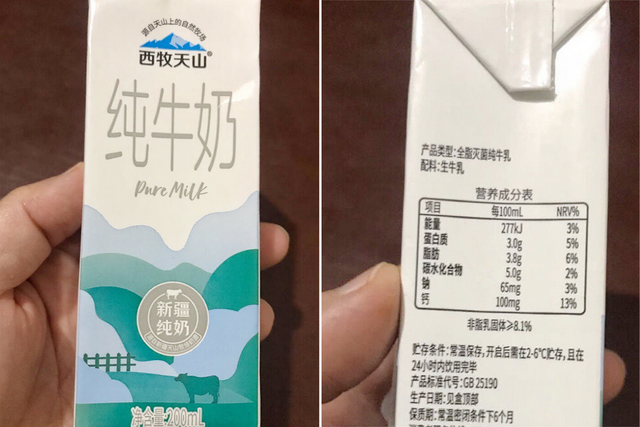 源自天山上的自然牧场
西牧天山®
纯牛奶
Pure Milk
新疆
纯奶
净含量:200mL
产品类型:全脂灭菌纯牛乳
配料:生牛乳
营养成分表
项目 每100mL NRV%
能量 277kJ 3%
蛋白质 3.0g 5%
脂肪 3.8g 6%
碳水化合物 5.0g 2%
钠 65mg 3%
钙 100mg 13%
非脂乳固体≥8.1%
贮存条件:常温保存,开启后需在2-6℃贮存,且在
24小时内饮用完毕
产品标准代号:GB 25190
生产日期:见盒顶部
保质期:常温密闭条件下6个月